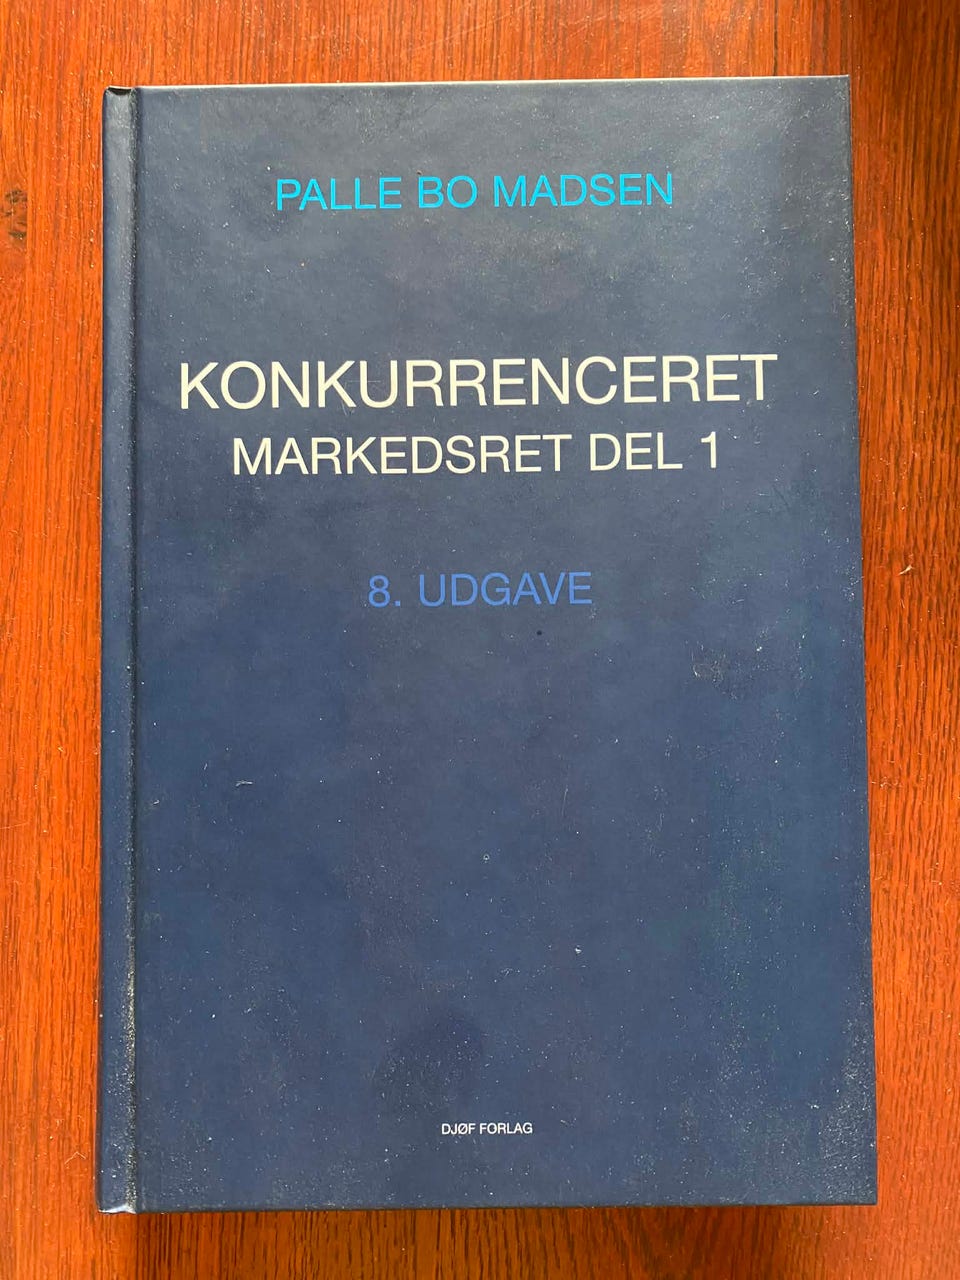 PALLE BO MADSEN
KONKURRENCERET
MARKEDSRET DEL 1
8. UDGAVE
DJØF FORLAG